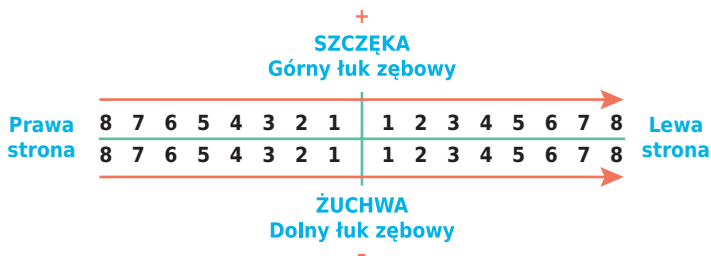 +
SZCZĘKA
Górny łuk zębowy
Prawa strona
8 7 6 5 4 3 2 1 1 2 3 4 5 6 7 8
8 7 6 5 4 3 2 1 1 2 3 4 5 6 7 8
Lewa strona
ŻUCHWA
Dolny łuk zębowy
-